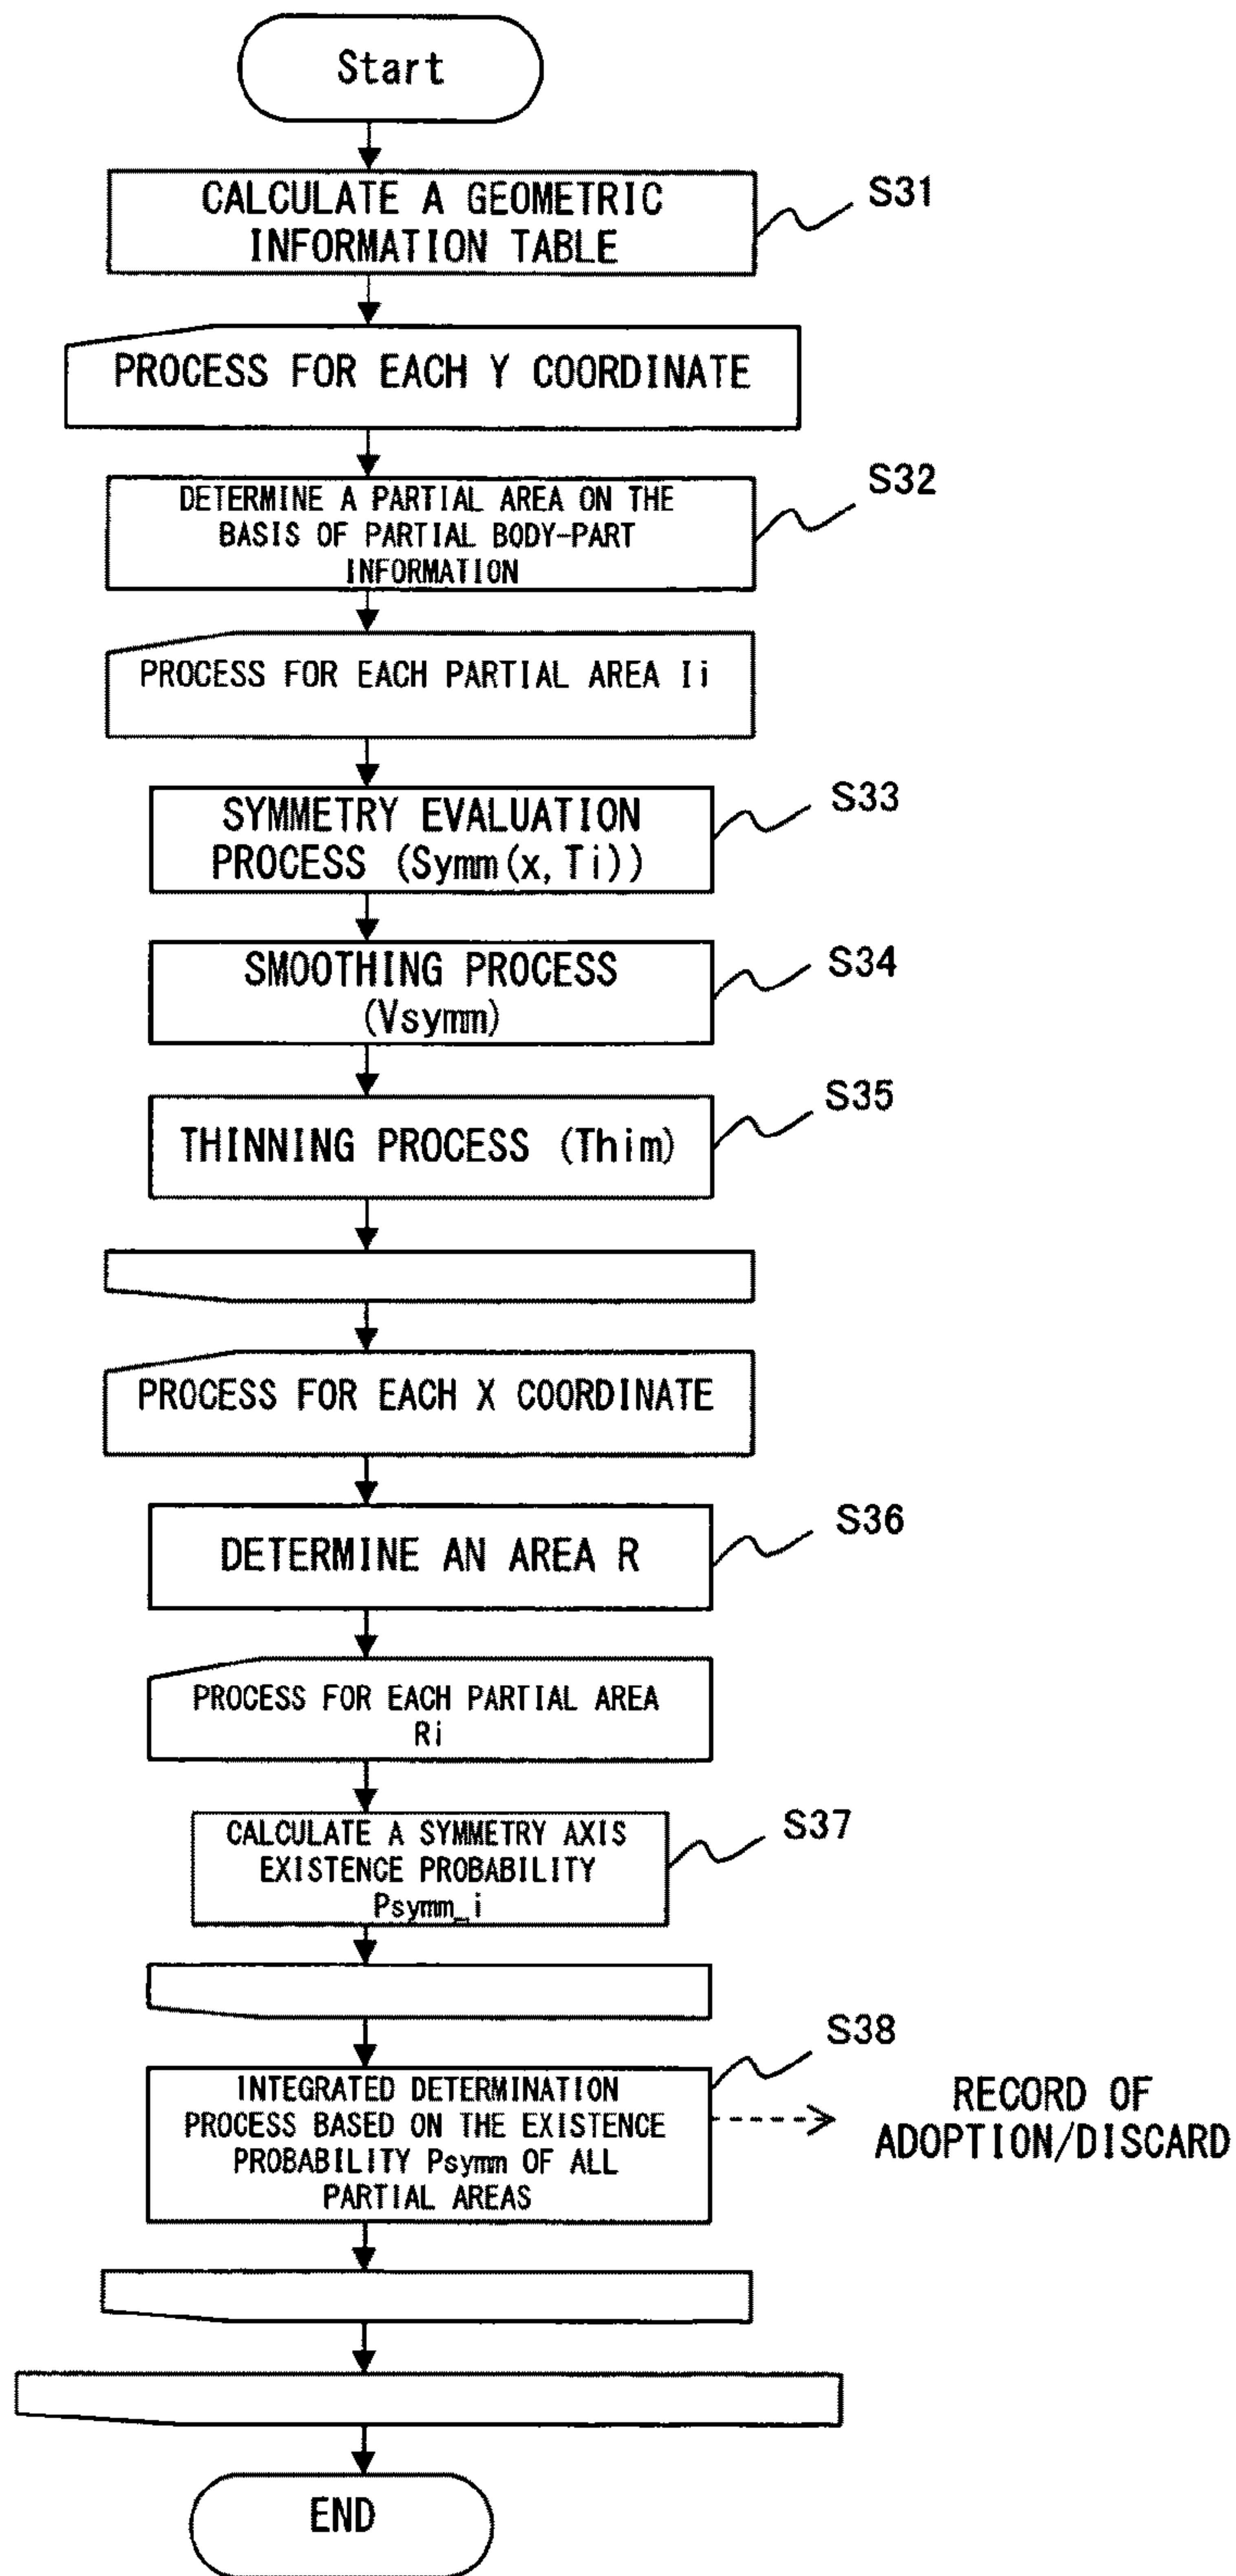 Start
CALCULATE A GEOMETRIC
INFORMATION TABLE
S31
PROCESS FOR EACH Y COORDINATE
DETERMINE A PARTIAL AREA ON THE
BASIS OF PARTIAL BODY-PART
INFORMATION
S32
PROCESS FOR EACH PARTIAL AREA Ii
SYMMETRY EVALUATION
PROCESS (Symm(x,Ti))
S33
SMOOTHING PROCESS
(Vsymm)
S34
THINNING PROCESS (Thim)
S35
PROCESS FOR EACH X COORDINATE
DETERMINE AN AREA R
S36
PROCESS FOR EACH PARTIAL AREA
Ri
CALCULATE A SYMMETRY AXIS
EXISTENCE PROBABILITY
Psymm_i
S37
INTEGRATED DETERMINATION
PROCESS BASED ON THE EXISTENCE
PROBABILITY Psymm OF ALL
PARTIAL AREAS
S38
RECORD OF
ADOPTION/DISCARD
END